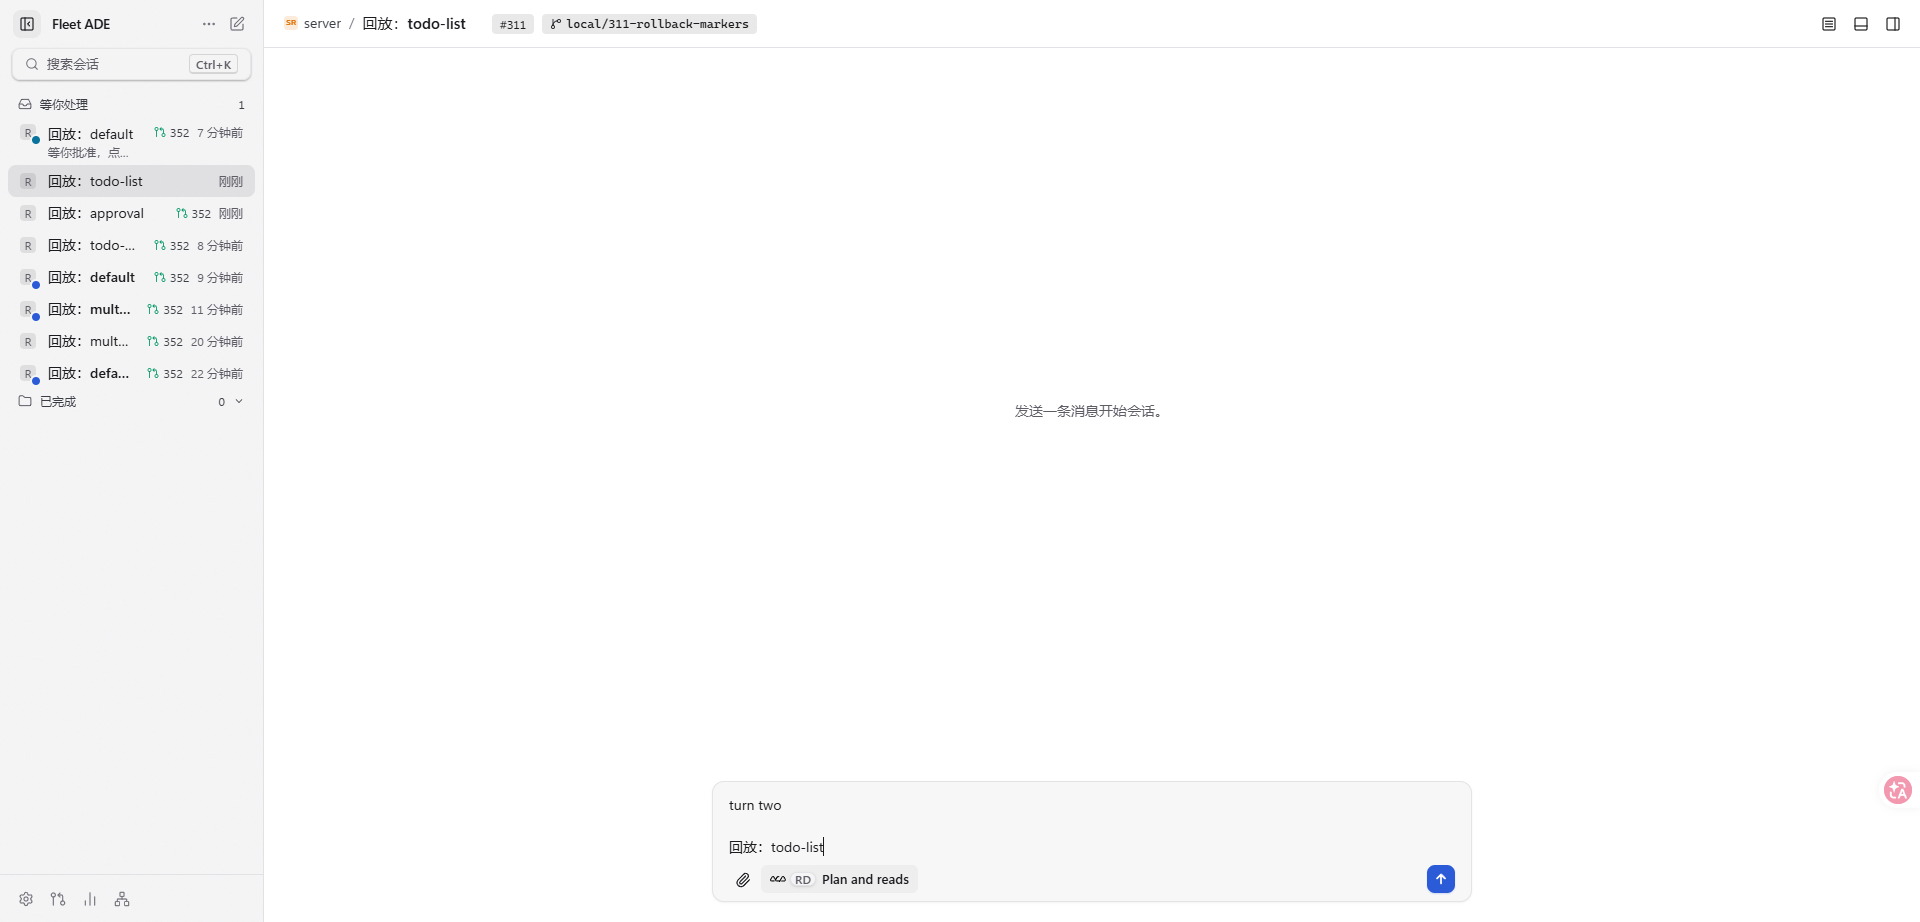 Fleet ADE
搜索会话 Ctrl+K
等你处理 1
R 回放：default 352 7 分钟前
等你批准，点...
R 回放：todo-list 刚刚
R 回放：approval 352 刚刚
R 回放：todo-... 352 8 分钟前
R 回放：default 352 9 分钟前
R 回放：mult... 352 11 分钟前
R 回放：mult... 352 20 分钟前
R 回放：defa... 352 22 分钟前
已完成 0
SR server / 回放：todo-list #311 local/311-rollback-markers
发送一条消息开始会话。
turn two
回放：todo-list
RD Plan and reads